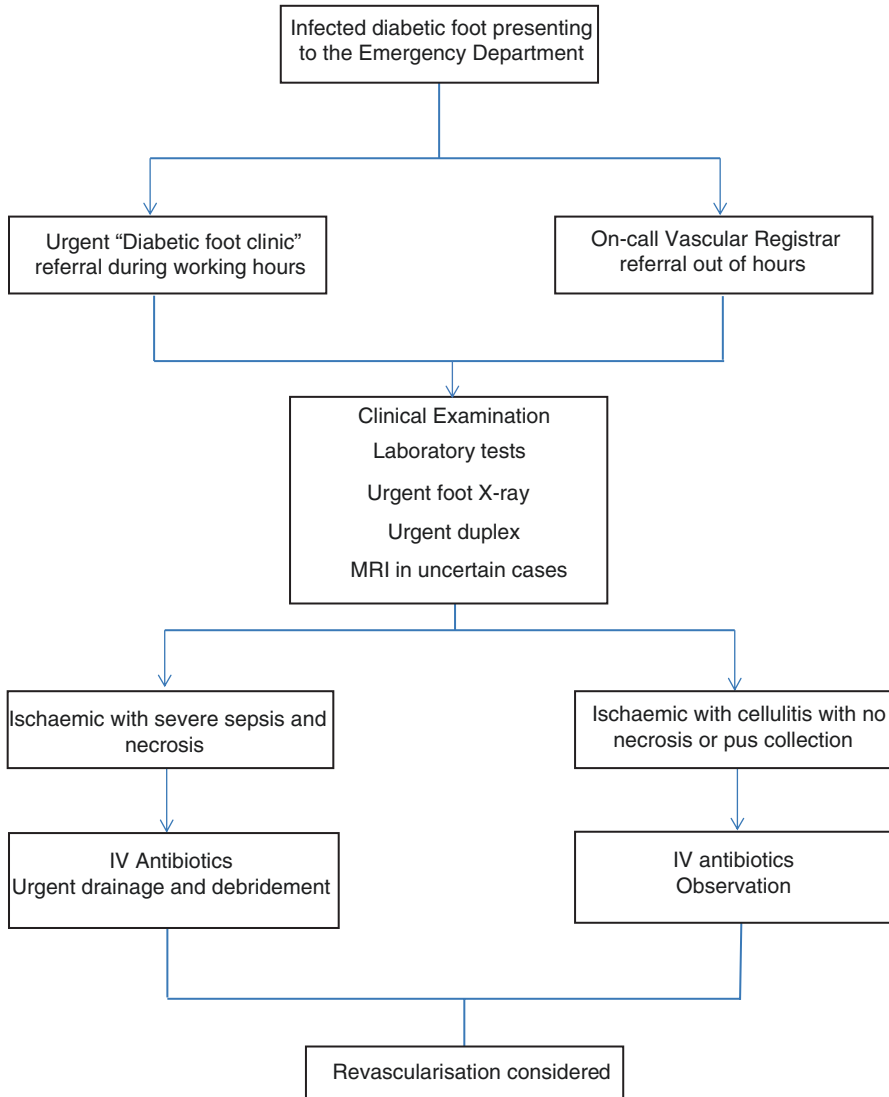 Infected diabetic foot presenting
to the Emergency Department
Urgent “Diabetic foot clinic”
referral during working hours
On-call Vascular Registrar
referral out of hours
Clinical Examination
Laboratory tests
Urgent foot X-ray
Urgent duplex
MRI in uncertain cases
Ischaemic with severe sepsis and
necrosis
Ischaemic with cellulitis with no
necrosis or pus collection
IV Antibiotics
Urgent drainage and debridement
IV antibiotics
Observation
Revascularisation considered